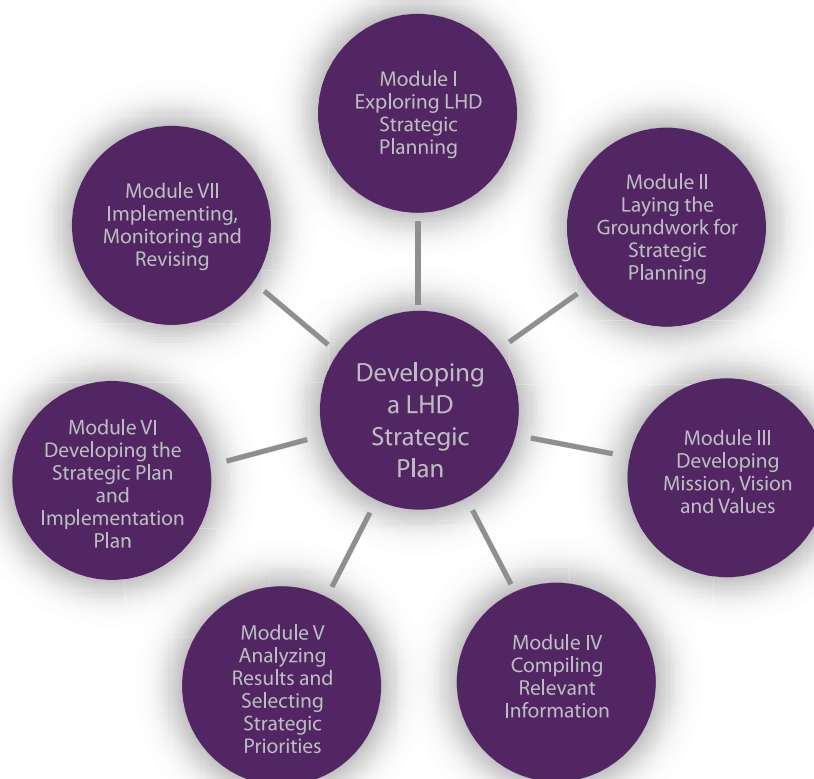 Module I
Exploring LHD
Strategic
Planning
Module II
Laying the
Groundwork for
Strategic
Planning
Module III
Developing
Mission, Vision
and Values
Module IV
Compiling
Relevant
Information
Module V
Analyzing
Results and
Selecting
Strategic
Priorities
Module VI
Developing the
Strategic Plan
and
Implementation
Plan
Module VII
Implementing,
Monitoring and
Revising
Developing
a LHD
Strategic
Plan